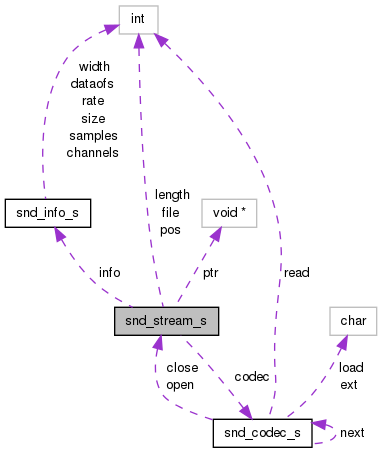 int
width
dataofs
rate
size
samples
channels
length
file
pos
snd_info_s
void *
info
ptr
read
snd_stream_s
char
close
open
codec
load
ext
snd_codec_s
next